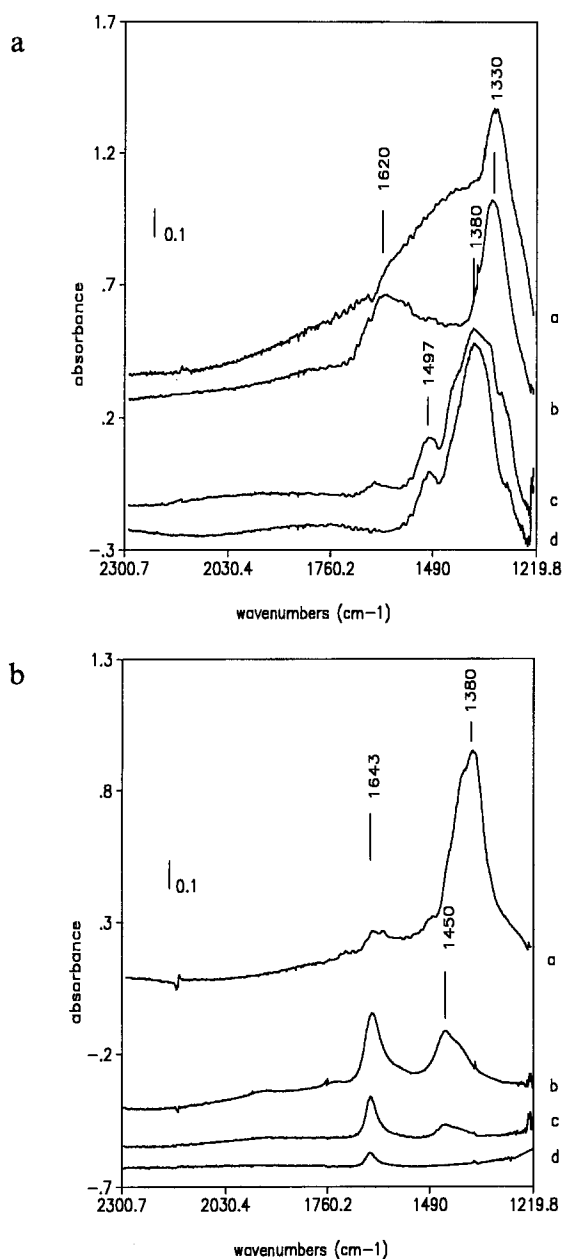 a
1.7
1.2
0.7
.2
-.3
absorbance
0.1
1620
1330
1380
1497
a
b
c
d
2300.7 2030.4 1760.2 1490 1219.8
wavenumbers (cm-1)
b
1.3
.8
.3
-.2
-.7
absorbance
0.1
1643
1380
1450
a
b
c
d
2300.7 2030.4 1760.2 1490 1219.8
wavenumbers (cm-1)